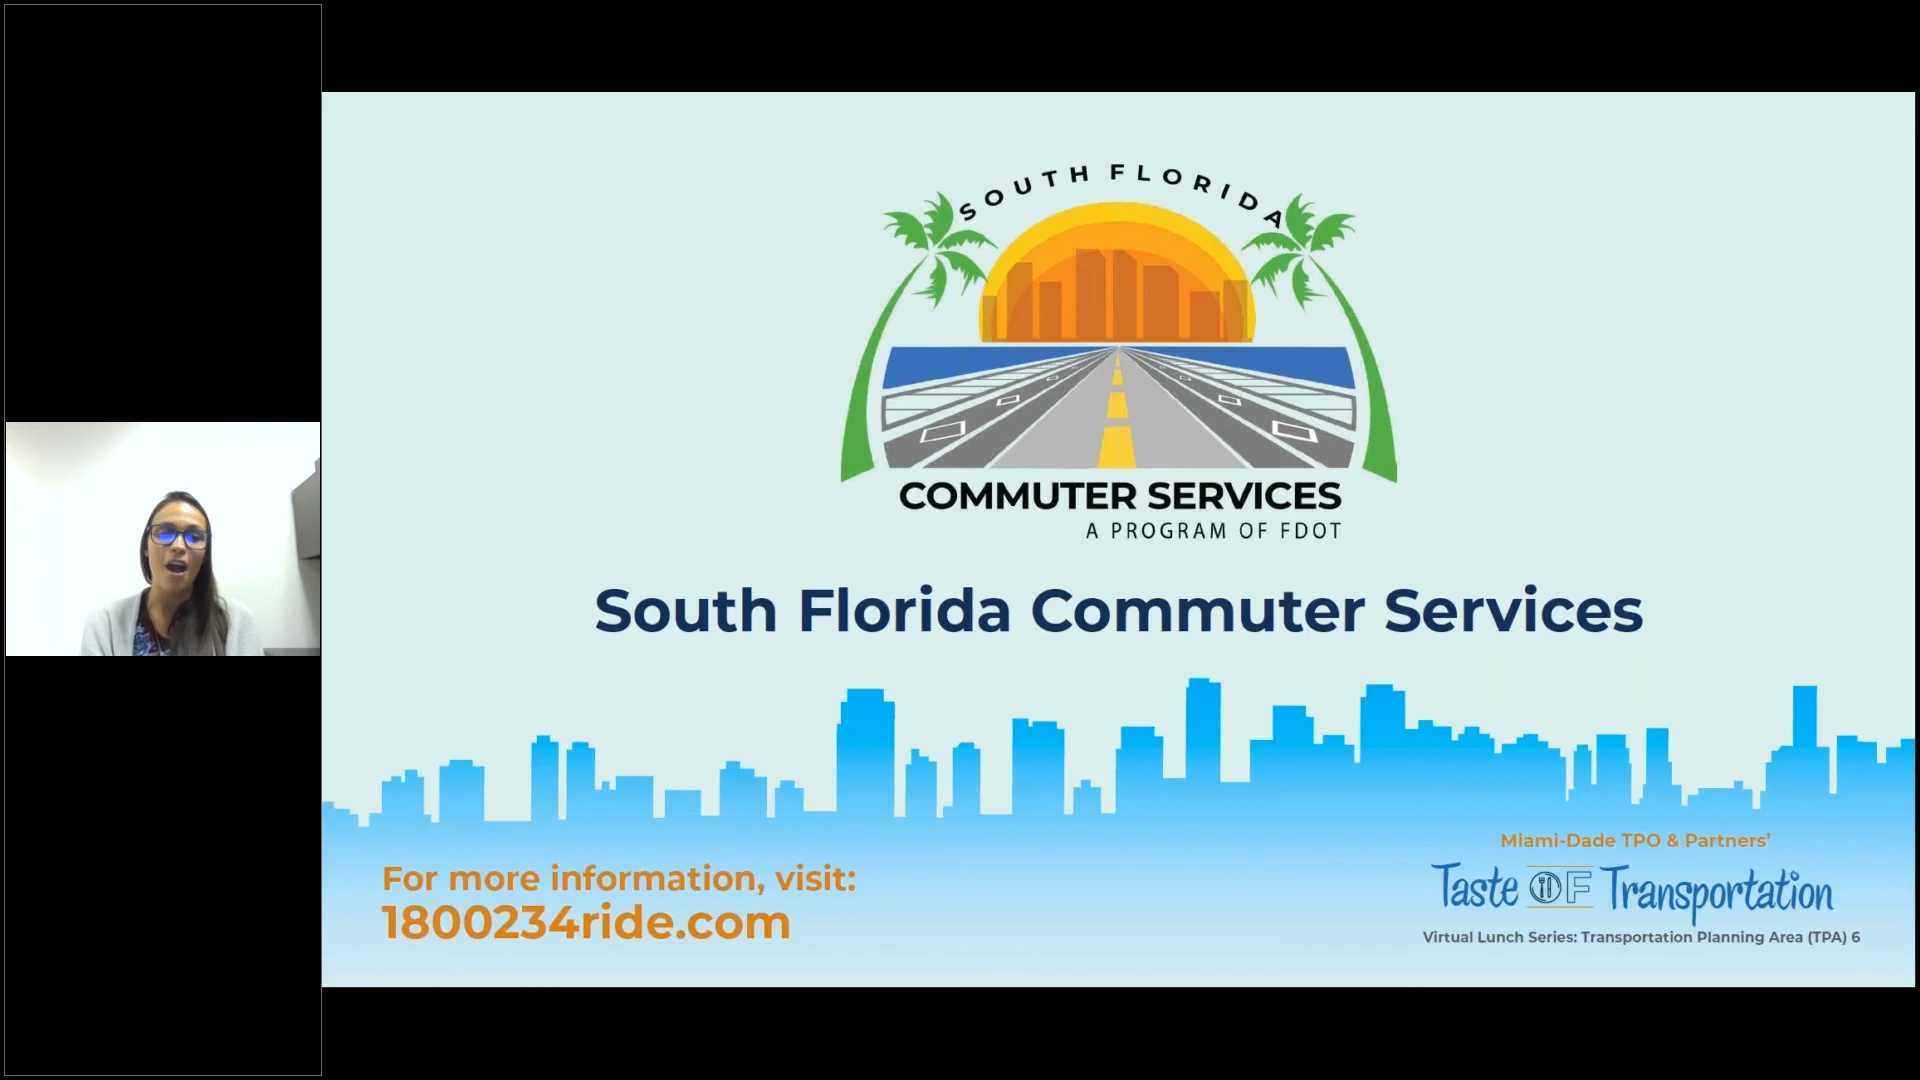 SOUTH FLORIDA
COMMUTER SERVICES
A PROGRAM OF FDOT
South Florida Commuter Services
For more information, visit:
1800234ride.com
Miami-Dade TPO & Partners’
Taste OF Transportation
Virtual Lunch Series: Transportation Planning Area (TPA) 6